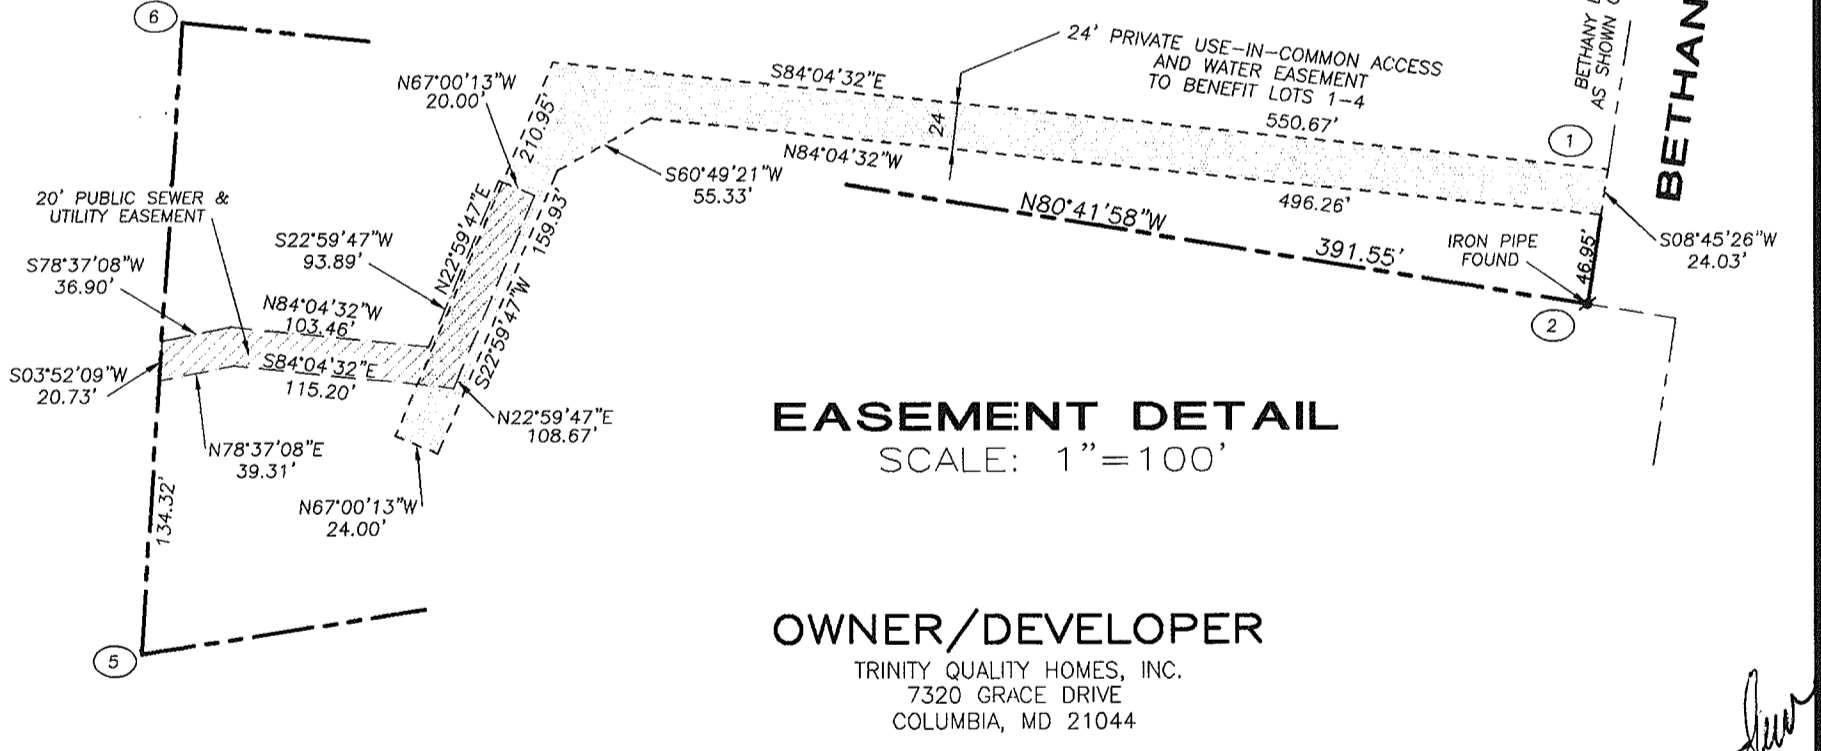 6
N67°00'13"W
20.00'
210.95'
S84°04'32"E
24' PRIVATE USE-IN-COMMON ACCESS
AND WATER EASEMENT
TO BENEFIT LOTS 1-4
550.67'
24'
N84°04'32"W
496.26'
1
AS SHOWN
BETHAN
S60°49'21"W
55.33'
159.93'
S22°59'47"W
N22°59'47"E
20' PUBLIC SEWER &
UTILITY EASEMENT
S22°59'47"W
93.89'
S78°37'08"W
36.90'
N84°04'32"W
103.46'
S84°04'32"E
115.20'
S03°52'09"W
20.73'
N78°37'08"E
39.31'
N22°59'47"E
108.67'
N67°00'13"W
24.00'
134.32'
5
N80°41'58"W
391.55'
IRON PIPE
FOUND
46.95'
S08°45'26"W
24.03'
2
EASEMENT DETAIL
SCALE: 1"=100'
OWNER/DEVELOPER
TRINITY QUALITY HOMES, INC.
7320 GRACE DRIVE
COLUMBIA, MD 21044
BETHANY